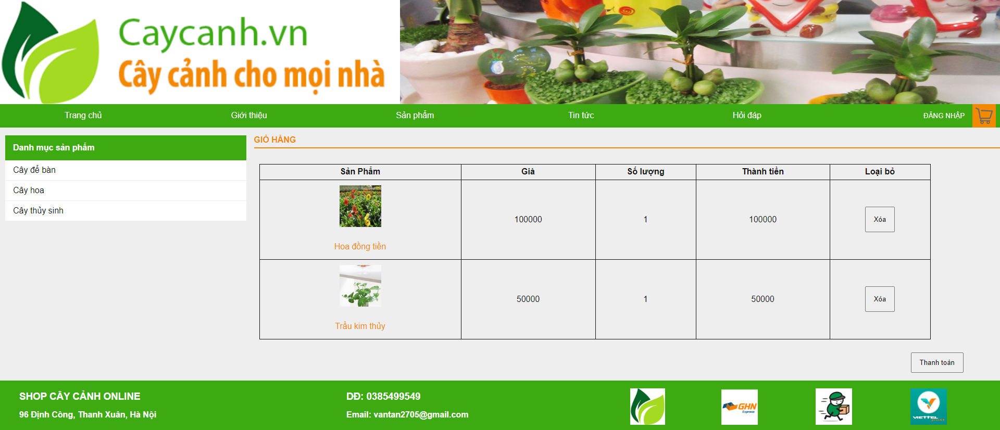 Caycanh.vn
Cây cảnh cho mọi nhà
Trang chủ
Giới thiệu
Sản phẩm
Tin tức
Hỏi đáp
ĐĂNG NHẬP
Danh mục sản phẩm
Cây để bàn
Cây hoa
Cây thủy sinh
GIỎ HÀNG
Sản Phẩm
Giá
Số lượng
Thành tiền
Loại bỏ
Hoa đồng tiền
100000
1
100000
Xóa
Trầu kim thủy
50000
1
50000
Xóa
Thanh toán
SHOP CÂY CẢNH ONLINE
96 Định Công, Thanh Xuân, Hà Nội
DĐ: 0385499549
Email: vantan2705@gmail.com
GHN
Express
VIETTEL
post